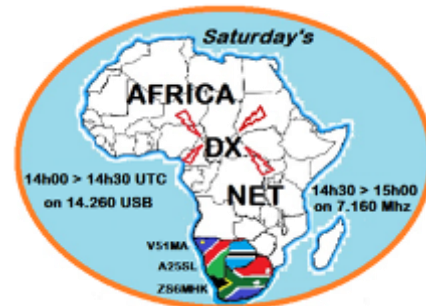 Saturday's
AFRICA
DX
NET
14h00 > 14h30 UTC
on 14.260 USB
14h30 > 15h00
on 7.160 Mhz
V51MA
A25SL
ZS6MHK